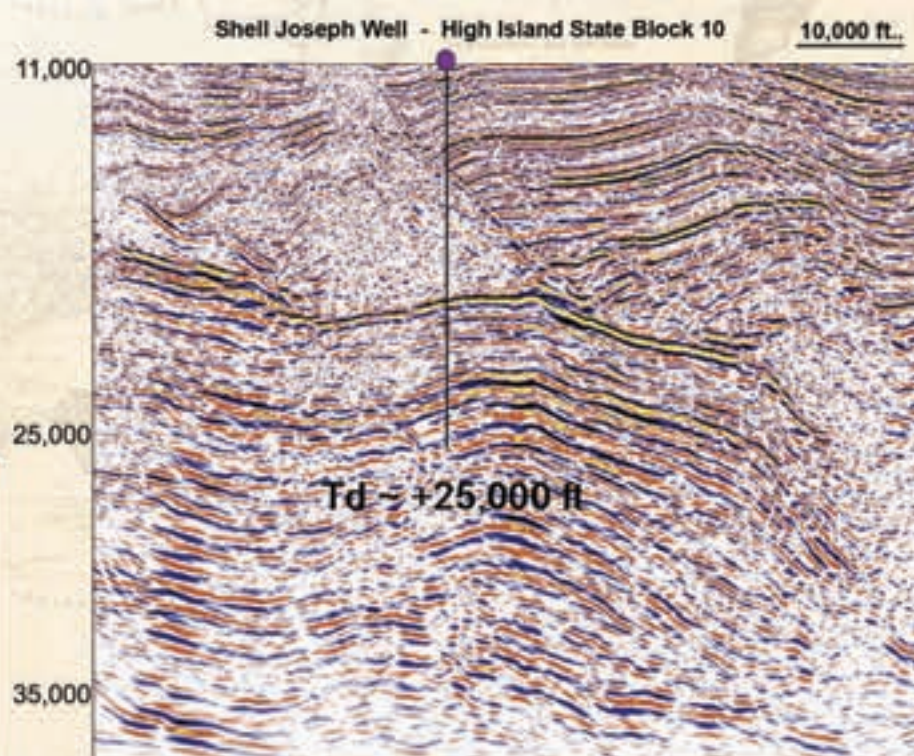 Shell Joseph Well - High Island State Block 10
10,000 ft..
11,000
25,000
Td ~ +25,000 ft
35,000